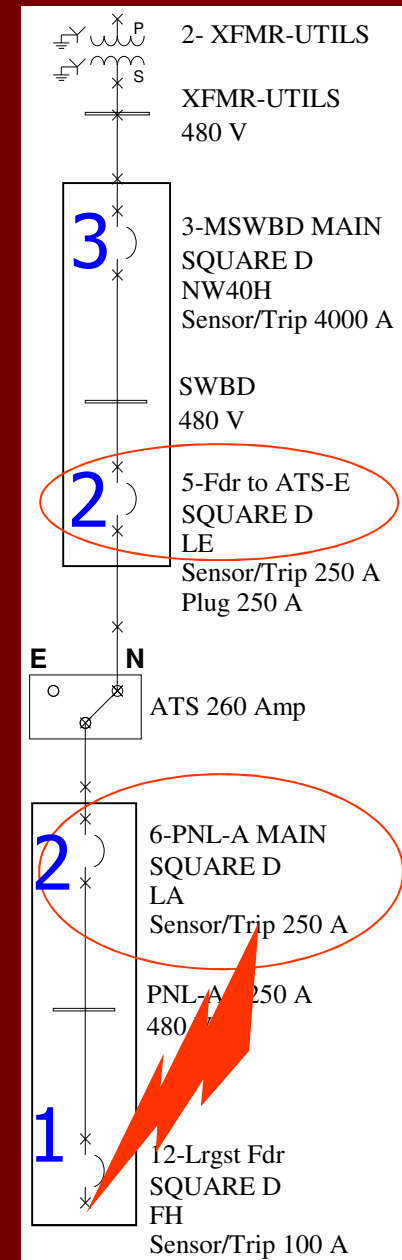 P
2- XFMR-UTILS
S
XFMR-UTILS
480 V
3
3-MSWBD MAIN
SQUARE D
NW40H
Sensor/Trip 4000 A
SWBD
480 V
2
5-Fdr to ATS-E
SQUARE D
LE
Sensor/Trip 250 A
Plug 250 A
E N
ATS 260 Amp
2
6-PNL-A MAIN
SQUARE D
LA
Sensor/Trip 250 A
PNL-A 250 A
480 V
1
12-Lrgst Fdr
SQUARE D
FH
Sensor/Trip 100 A